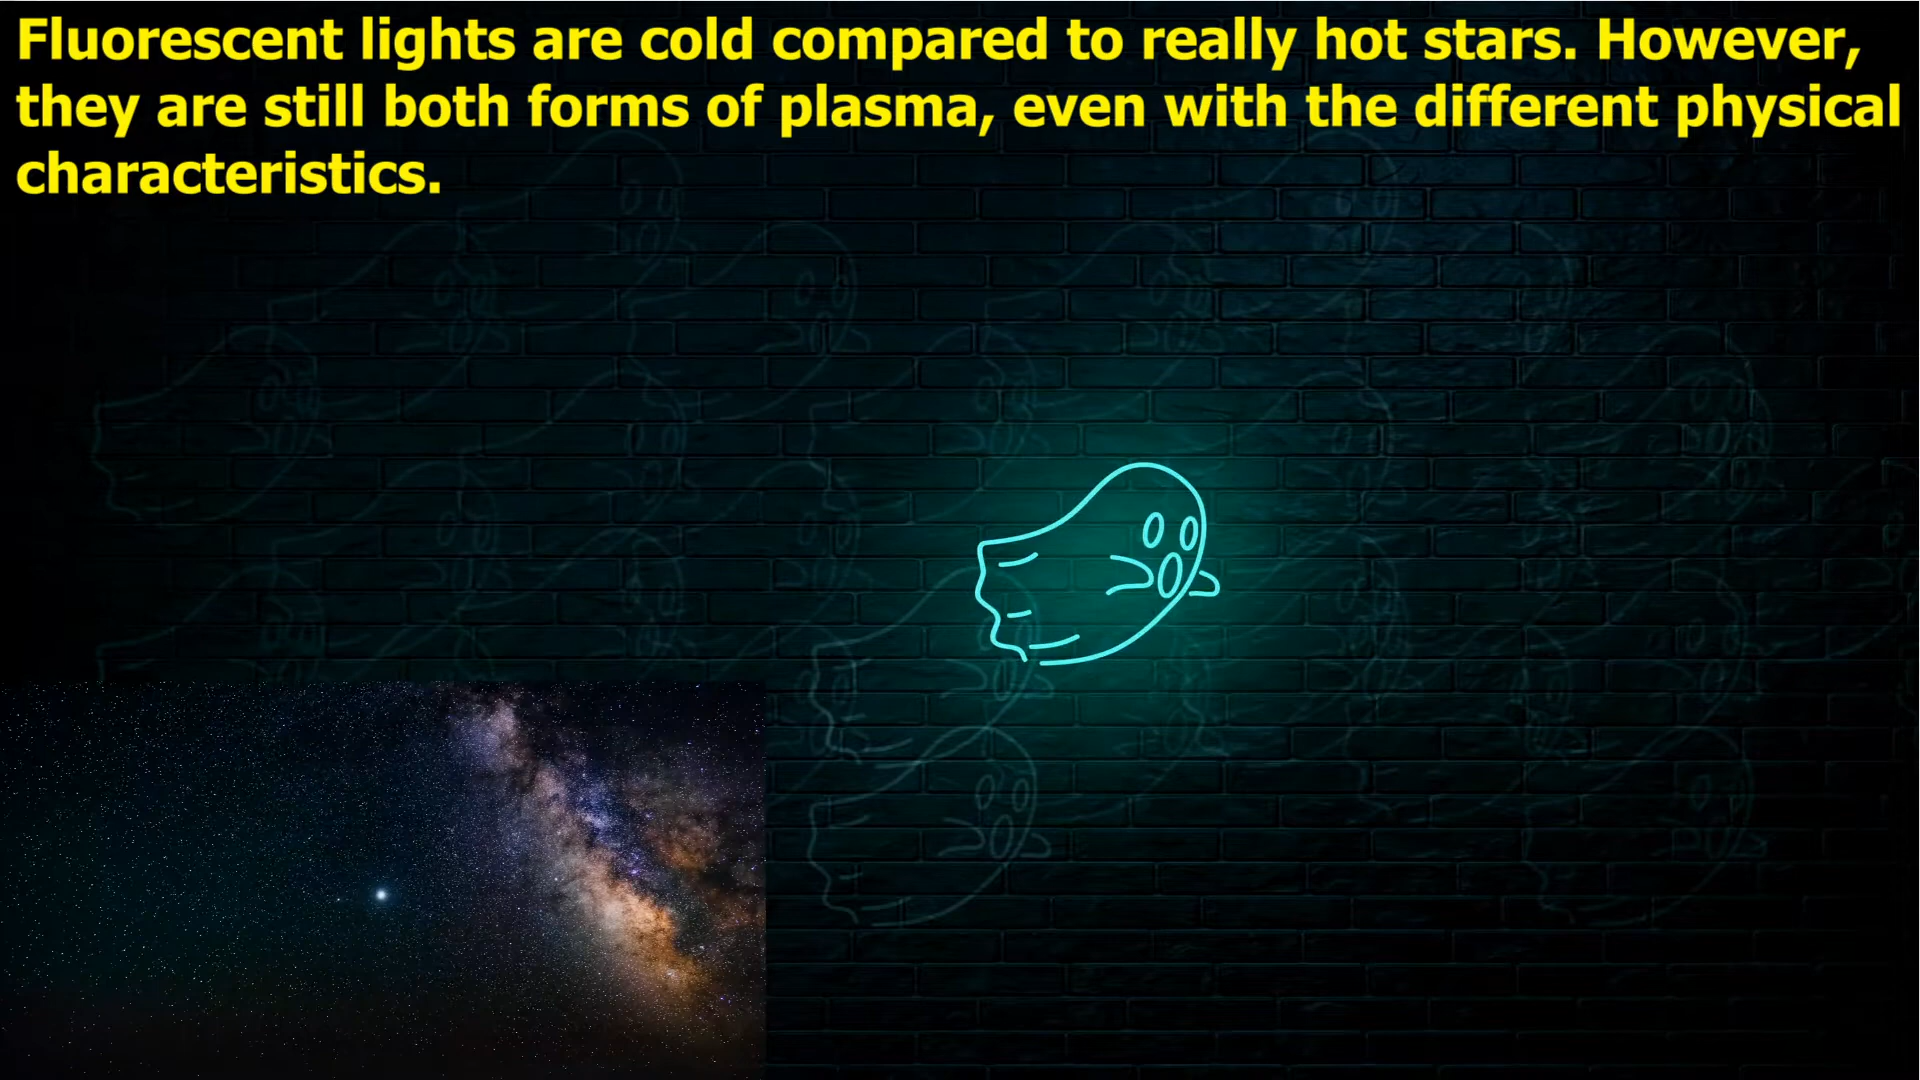 Fluorescent lights are cold compared to really hot stars. However,
they are still both forms of plasma, even with the different physical
characteristics.